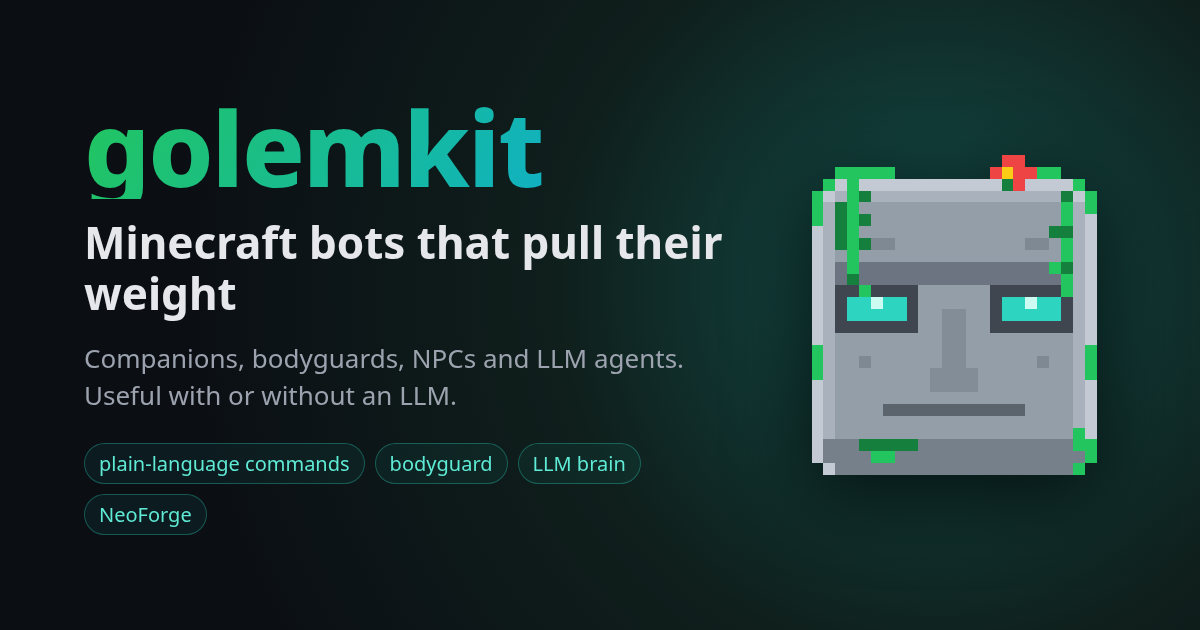 golemkit
Minecraft bots that pull their
weight
Companions, bodyguards, NPCs and LLM agents.
Useful with or without an LLM.
plain-language commands bodyguard LLM brain
NeoForge